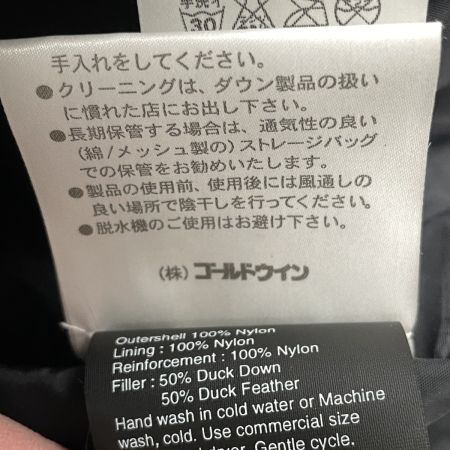 手洗イ
30
手入れをしてください。
●クリーニングは、ダウン製品の扱い
に慣れた店にお出し下さい。
●長期保管する場合は、通気性の良い
(綿/メッシュ製の)ストレージバッグ
での保管をお勧めいたします。
●製品の使用前、使用後には風通しの
良い場所で陰干しを行ってください。
●脱水機のご使用はお避け下さい。
(株)ゴールドウイン
Outershell 100% Nylon
Lining : 100% Nylon
Reinforcement : 100% Nylon
Filler : 50% Duck Down
50% Duck Feather
Hand wash in cold water or Machine
wash, cold. Use commercial size
dryer. Gentle cycle,